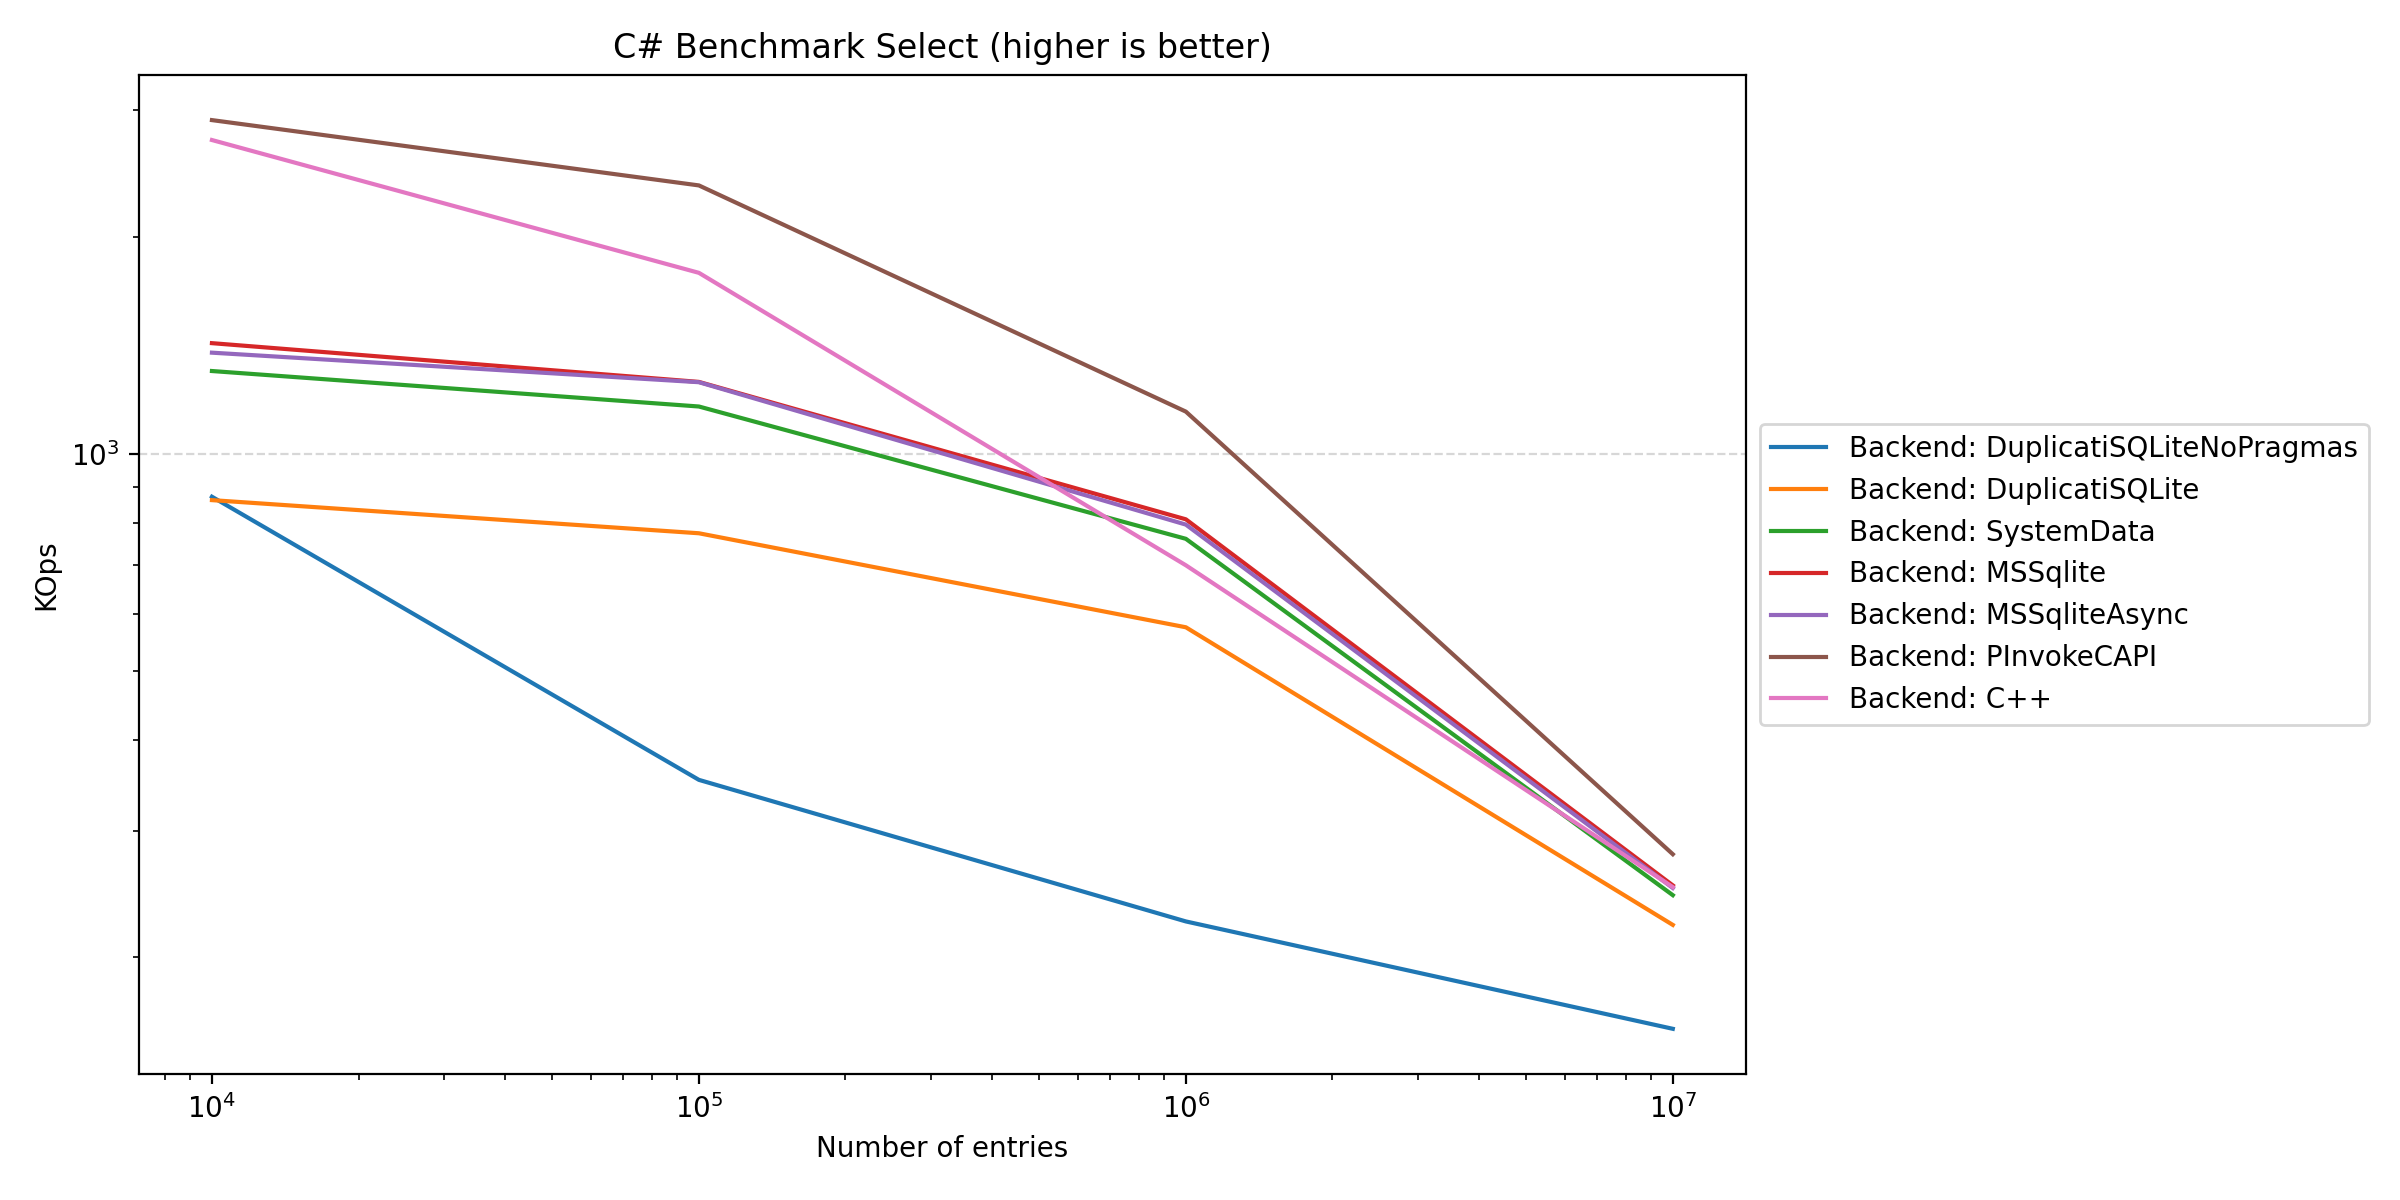 C# Benchmark Select (higher is better)
KOps
10³
10⁴
10⁵
10⁶
10⁷
Number of entries
Backend: DuplicatiSQLiteNoPragmas
Backend: DuplicatiSQLite
Backend: SystemData
Backend: MSSqlite
Backend: MSSqliteAsync
Backend: PInvokeCAPI
Backend: C++